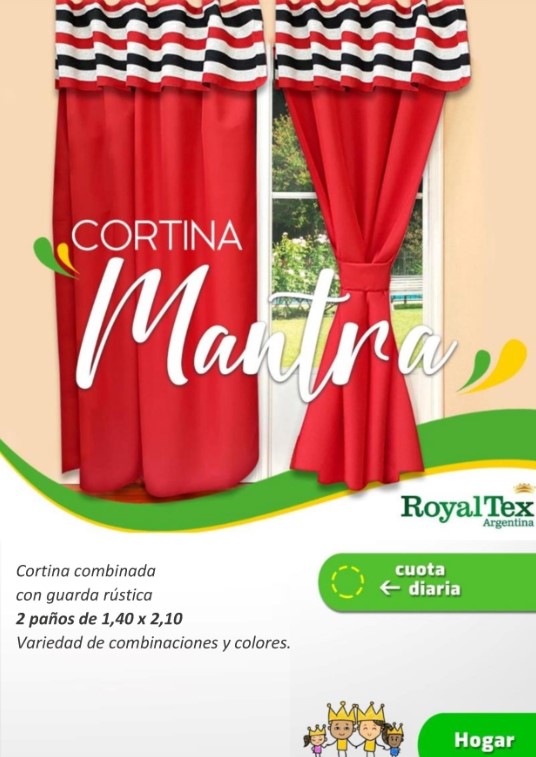 CORTINA
Mantra
RoyalTex
Argentina
Cortina combinada
con guarda rústica
2 paños de 1,40 x 2,10
Variedad de combinaciones y colores.
cuota
← diaria
Hogar